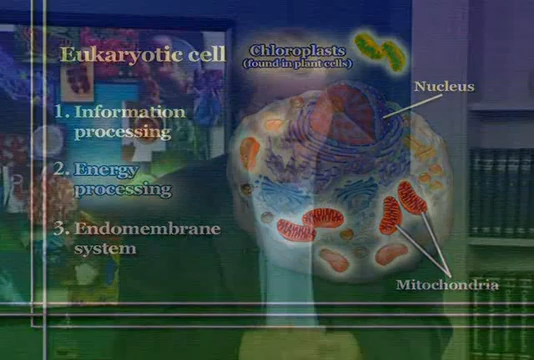 Eukaryotic cell
Chloroplasts
(found in plant cells)
Nucleus
1. Information
processing
2. Energy
processing
3. Endomembrane
system
Mitochondria